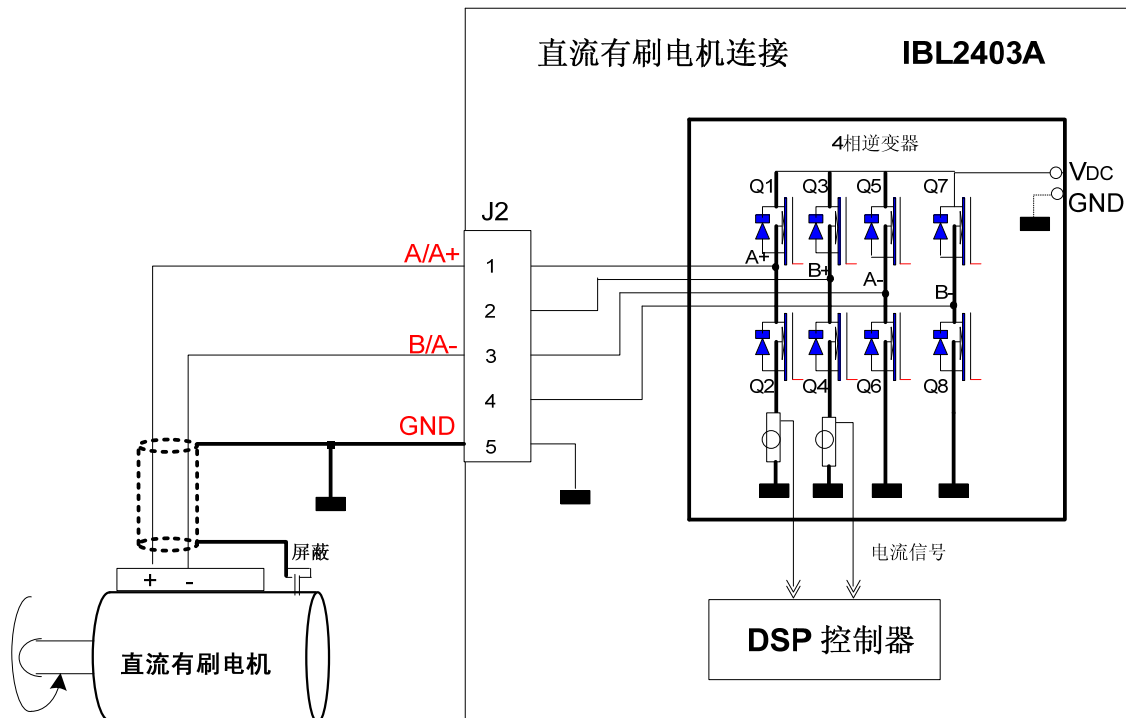 直流有刷电机连接 IBL2403A
4相逆变器
Q1 Q3 Q5 Q7
VDC
GND
J2
A/A+ 1
A+ B+ A- B-
2
B/A- 3
4
Q2 Q4 Q6 Q8
GND 5
屏蔽
电流信号
+ -
DSP 控制器
直流有刷电机